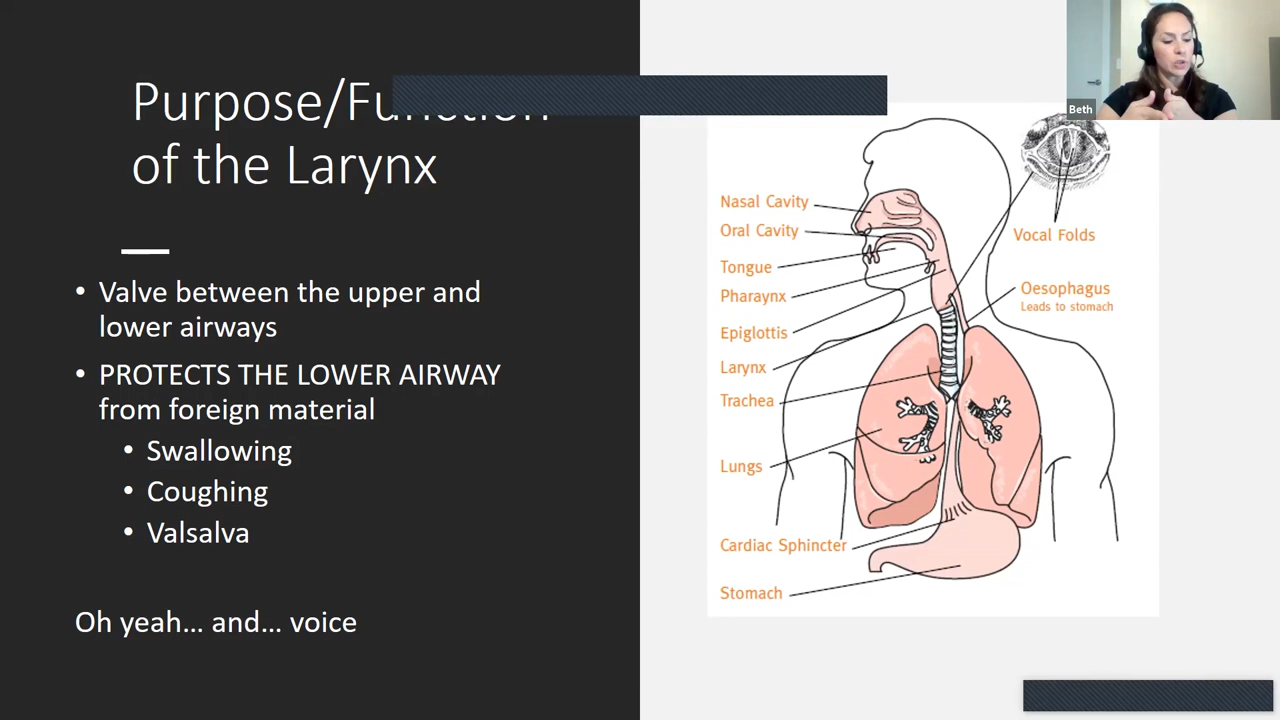 Purpose/Function
of the Larynx
• Valve between the upper and
lower airways
• PROTECTS THE LOWER AIRWAY
from foreign material
• Swallowing
• Coughing
• Valsalva
Oh yeah... and... voice
Nasal Cavity
Oral Cavity
Tongue
Pharaynx
Epiglottis
Larynx
Trachea
Lungs
Cardiac Sphincter
Stomach
Vocal Folds
Oesophagus
Leads to stomach
Beth